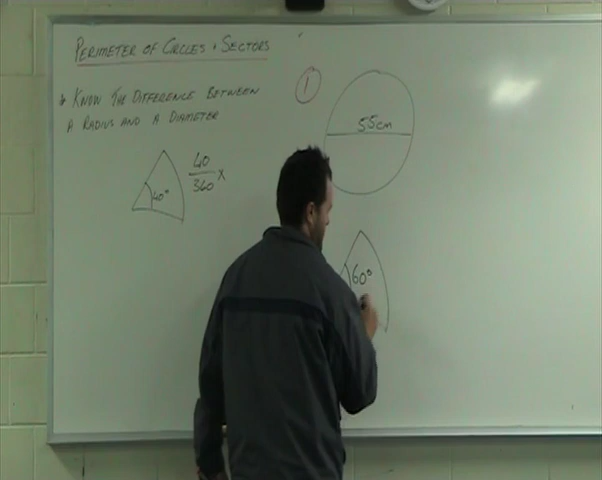 PERIMETER OF CIRCLES + SECTORS
KNOW THE DIFFERENCE BETWEEN
A RADIUS AND A DIAMETER
40°
40
360 x
1
55cm
60°